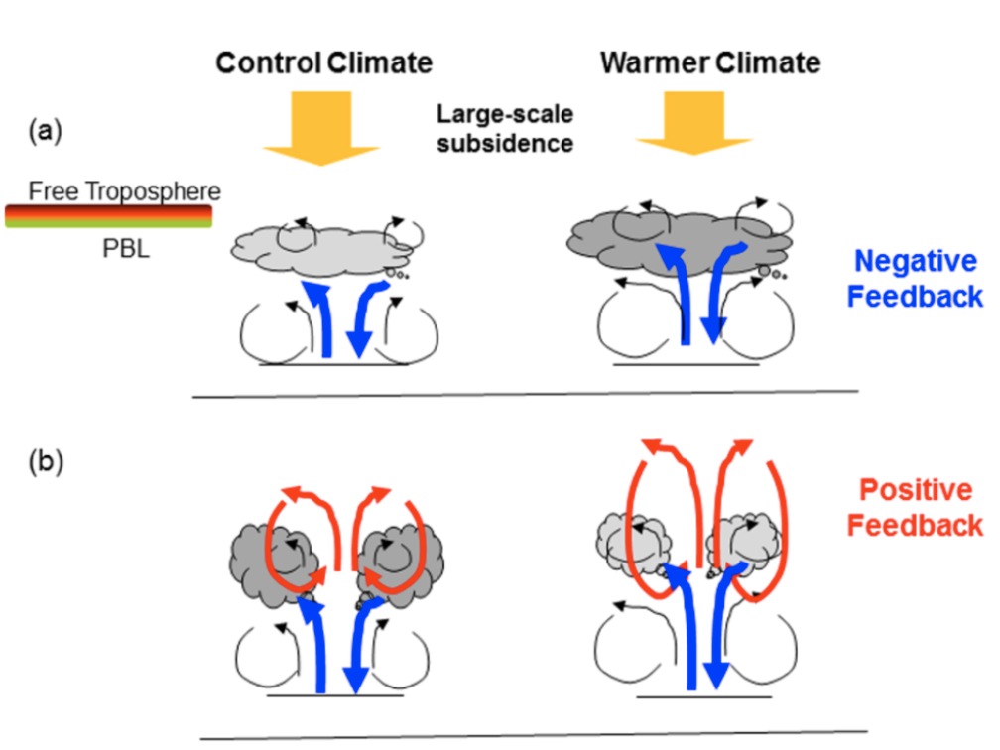 Control Climate
Warmer Climate
Large-scale
subsidence
(a)
Free Troposphere
PBL
Negative
Feedback
(b)
Positive
Feedback